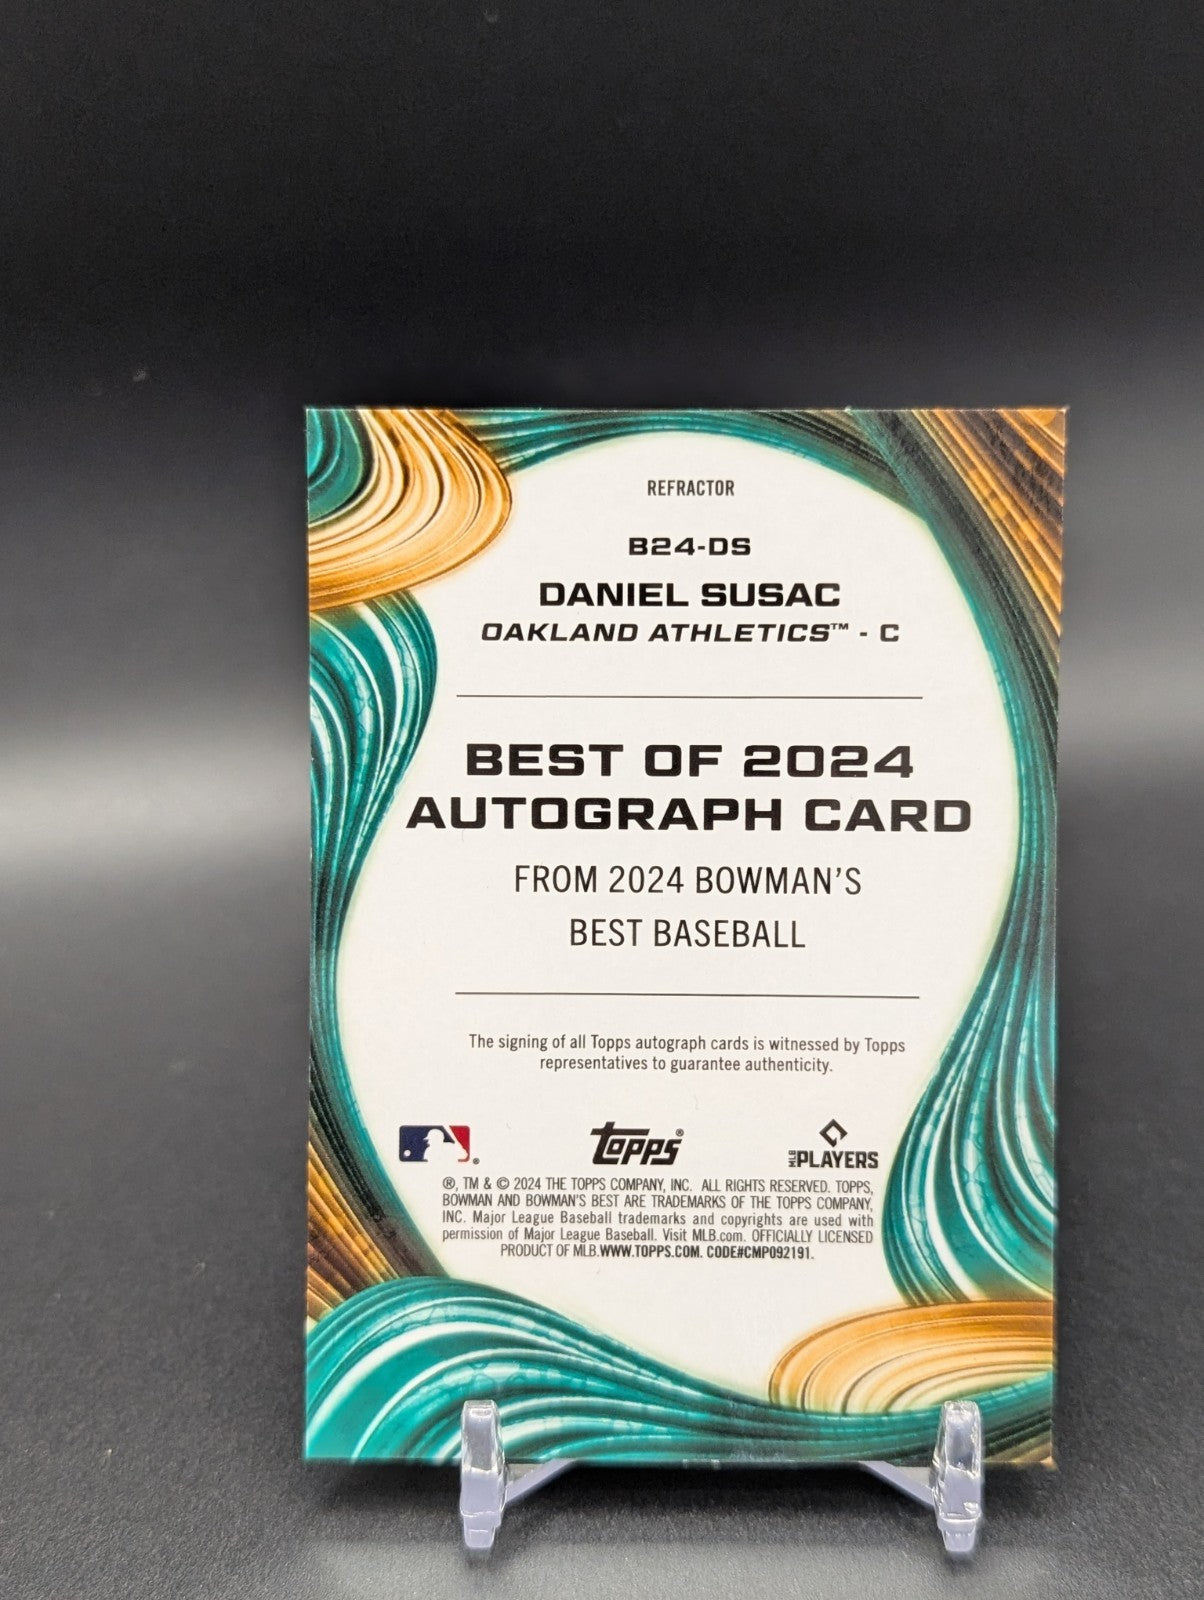 REFRACTOR
B24-DS
DANIEL SUSAC
OAKLAND ATHLETICS™ - C
BEST OF 2024
AUTOGRAPH CARD
FROM 2024 BOWMAN'S
BEST BASEBALL
The signing of all Topps autograph cards is witnessed by Topps
representatives to guarantee authenticity.
® Topps® MLB PLAYERS
®, TM & © 2024 THE TOPPS COMPANY, INC. ALL RIGHTS RESERVED. TOPPS,
BOWMAN AND BOWMAN'S BEST ARE TRADEMARKS OF THE TOPPS COMPANY,
INC. Major League Baseball trademarks and copyrights are used with
permission of Major League Baseball. Visit MLB.com. OFFICIALLY LICENSED
PRODUCT OF MLB.WWW.TOPPS.COM. CODE#CMP092191.